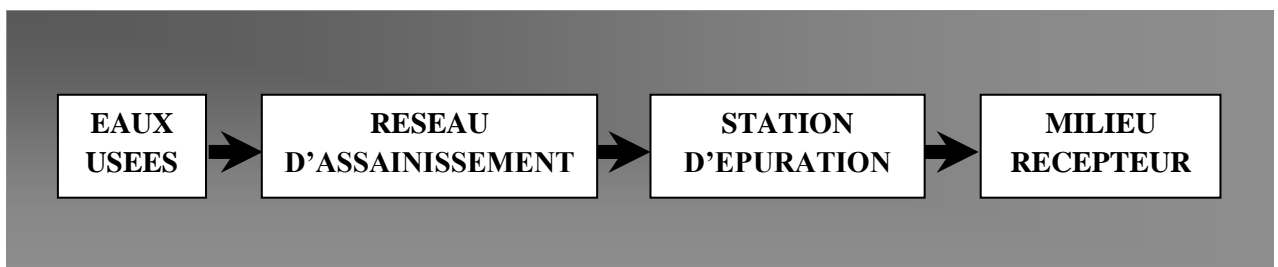 EAUX
USEES
RESEAU
D'ASSAINISSEMENT
STATION
D'EPURATION
MILIEU
RECEPTEUR